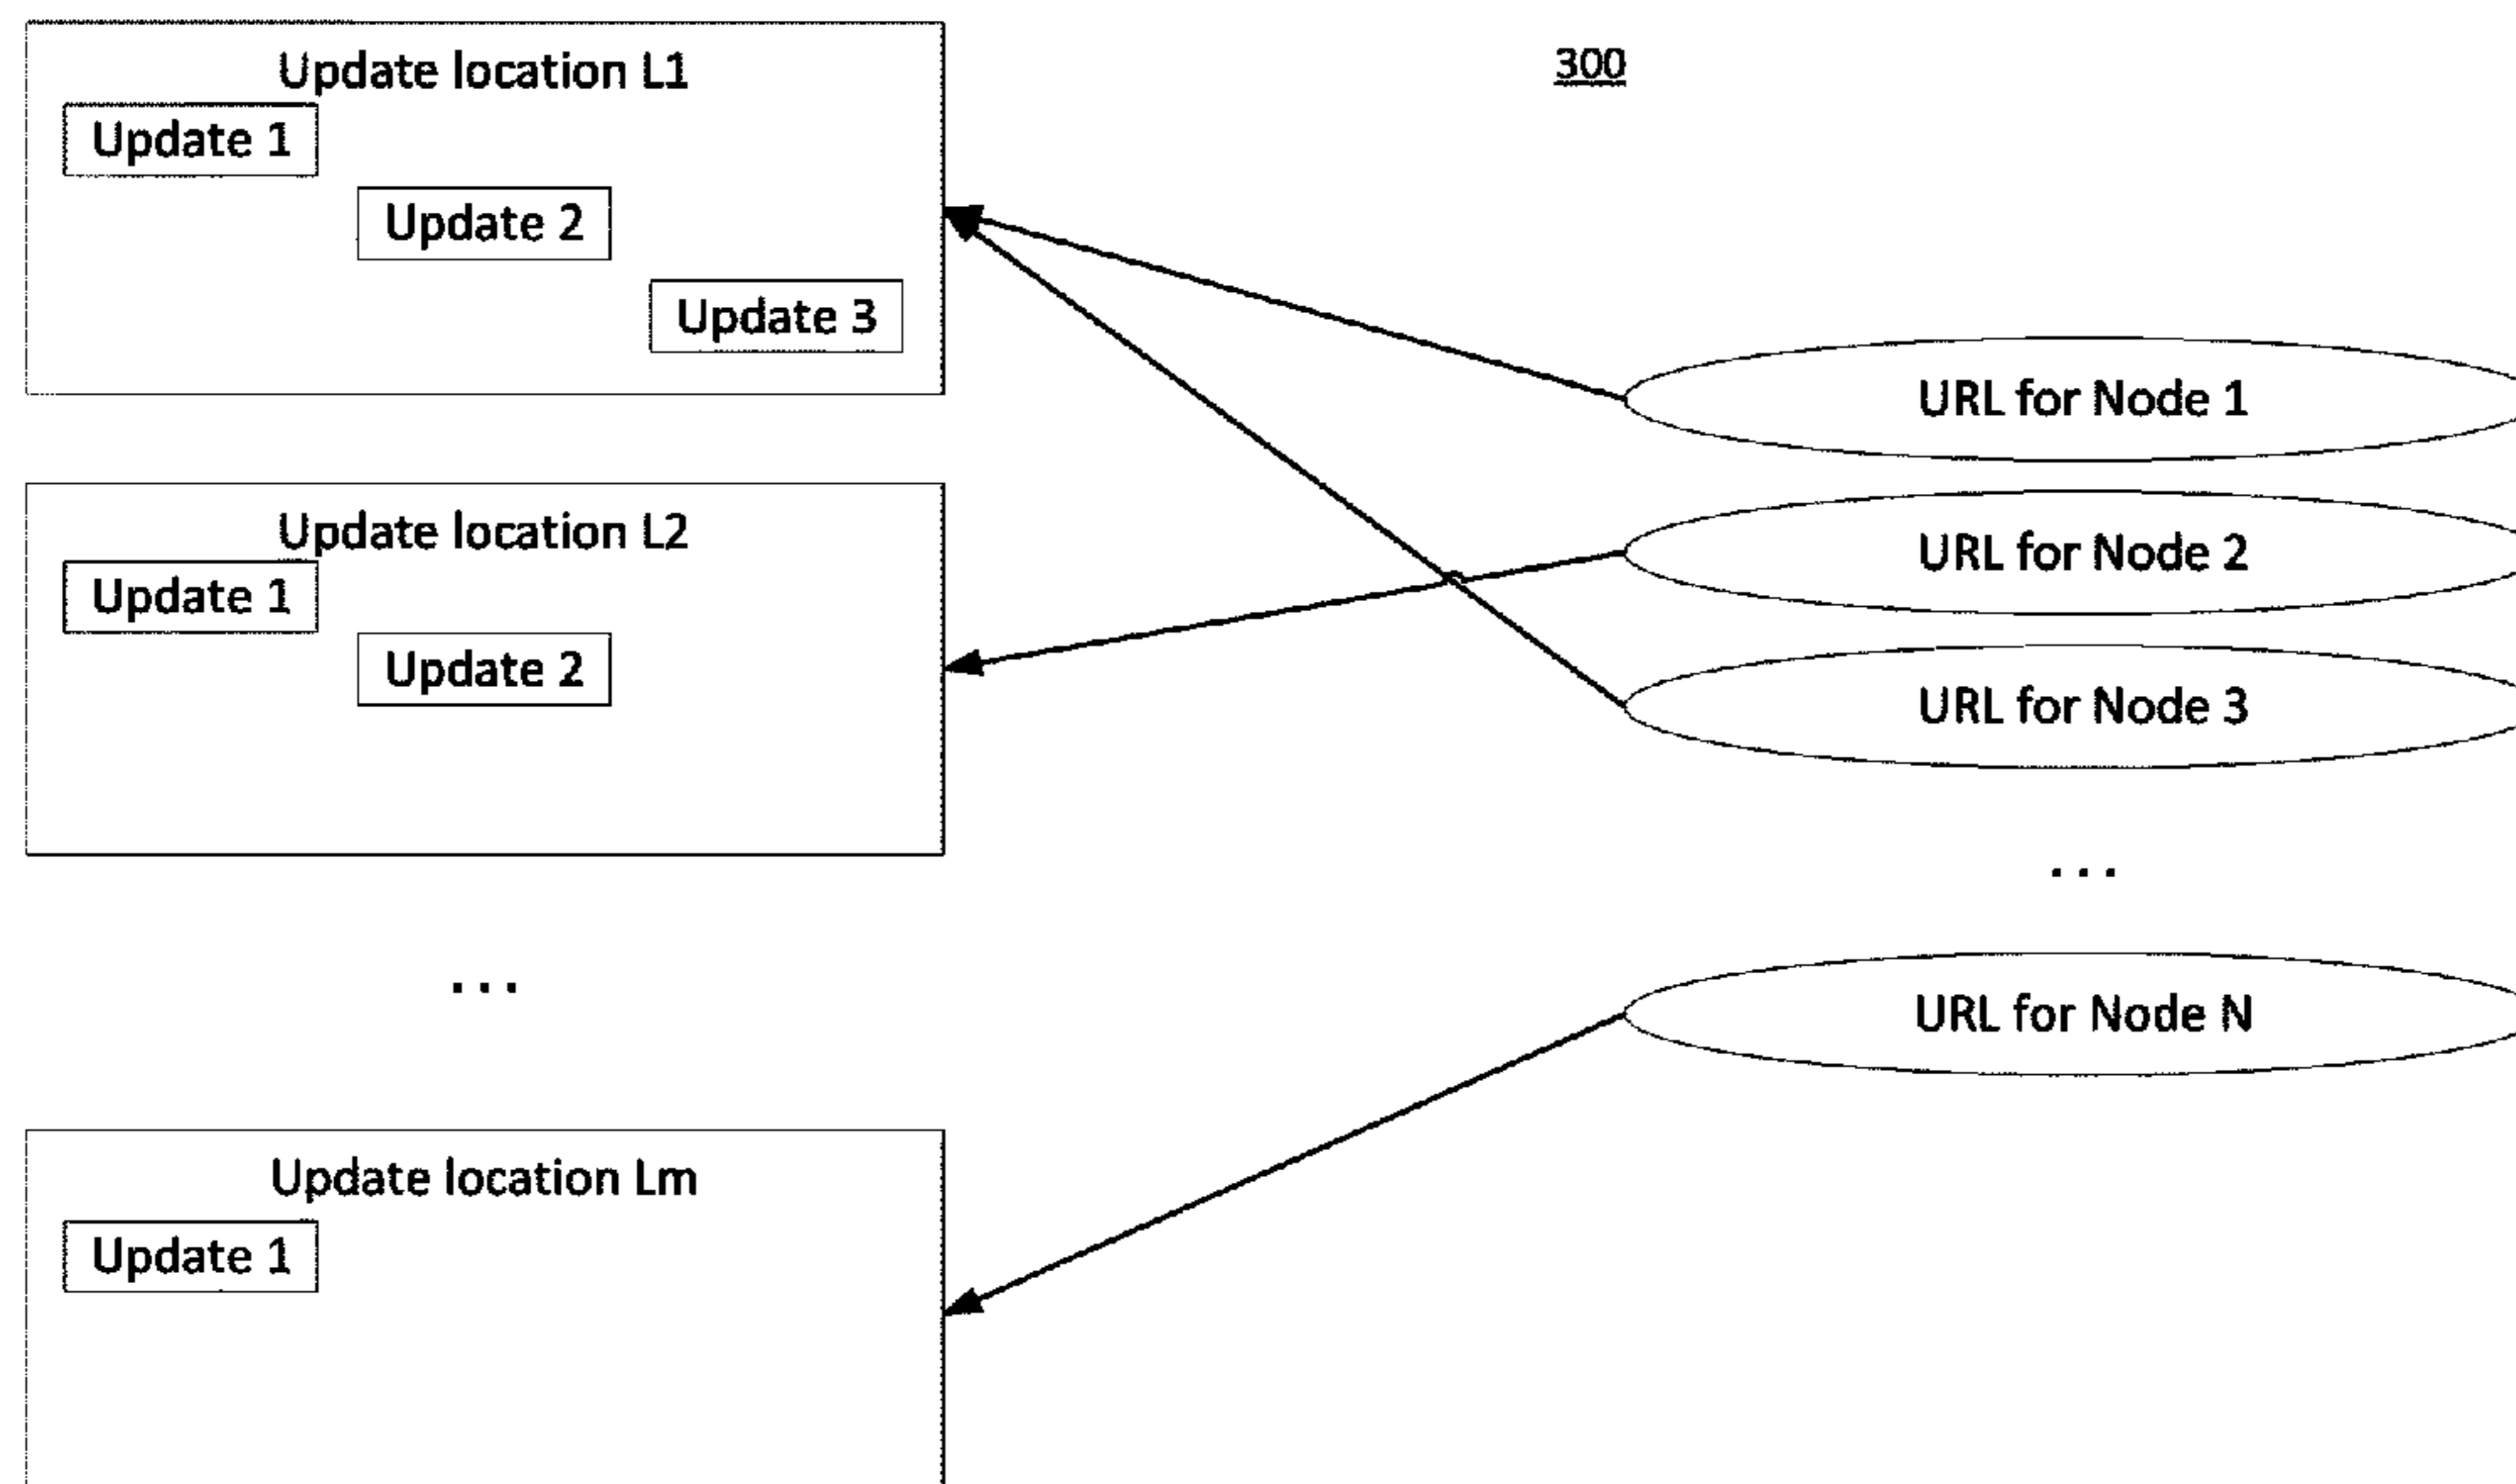 300
Update location L1
Update 1
Update 2
Update 3
Update location L2
Update 1
Update 2
...
Update location Lm
Update 1
URL for Node 1
URL for Node 2
URL for Node 3
...
URL for Node N